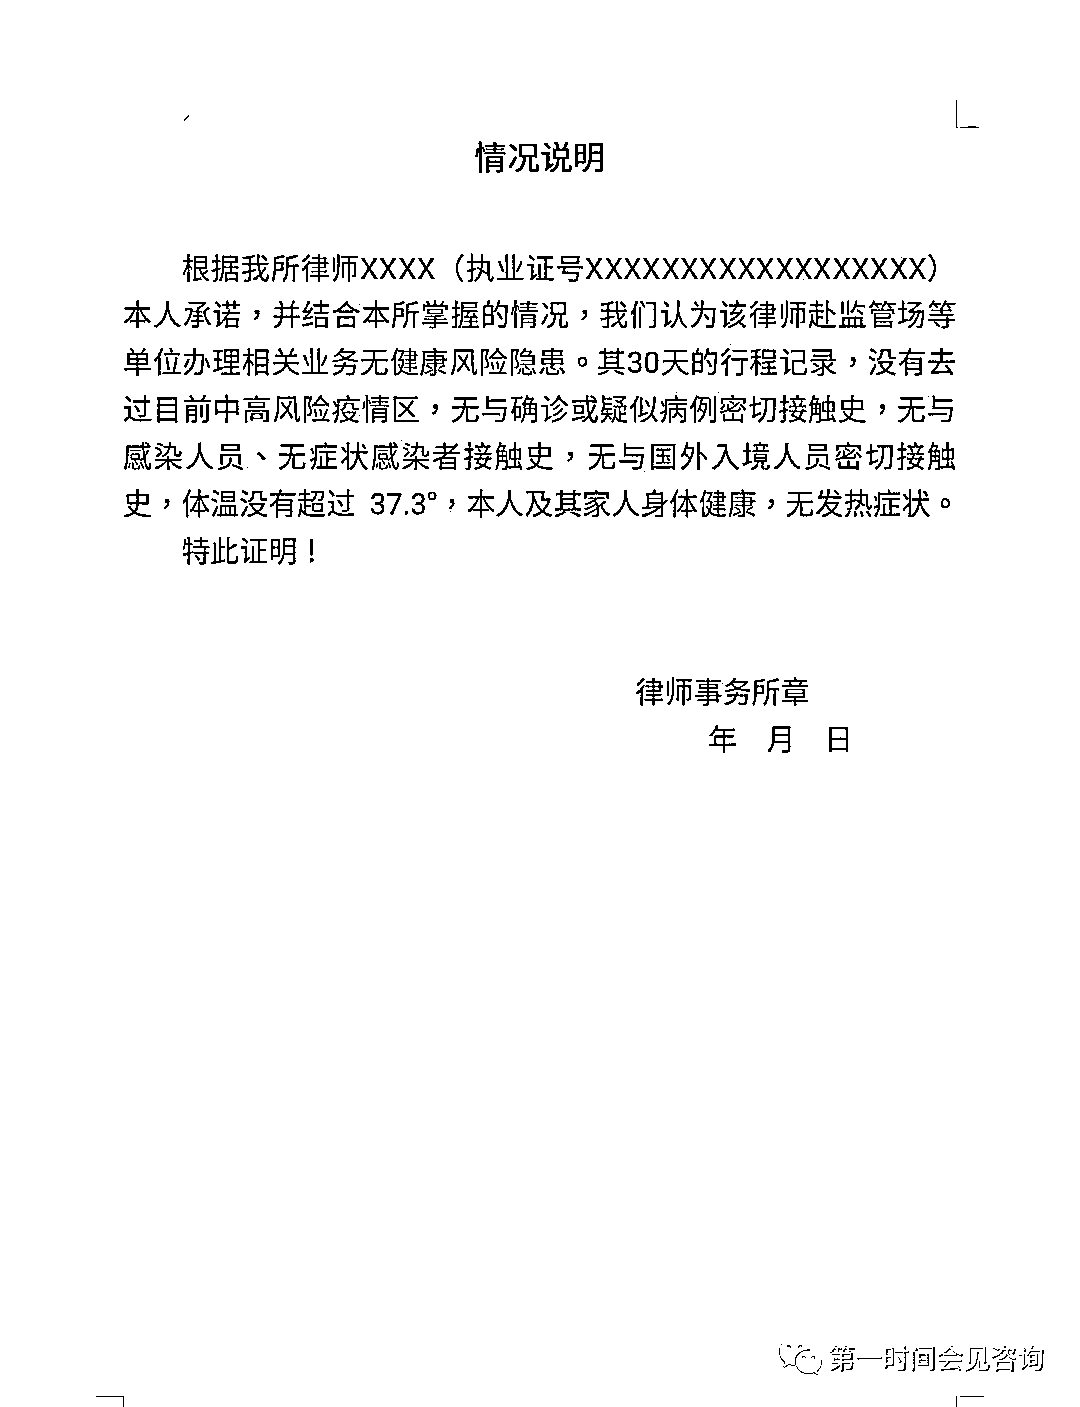 情况说明
根据我所律师XXXX（执业证号XXXXXXXXXXXXXXXXXX）
本人承诺，并结合本所掌握的情况，我们认为该律师赴监管场等
单位办理相关业务无健康风险隐患。其30天的行程记录，没有去
过目前中高风险疫情区，无与确诊或疑似病例密切接触史，无与
感染人员、无症状感染者接触史，无与国外入境人员密切接触
史，体温没有超过 37.3°，本人及其家人身体健康，无发热症状。
特此证明！
律师事务所章
年 月 日
第一时间会见咨询